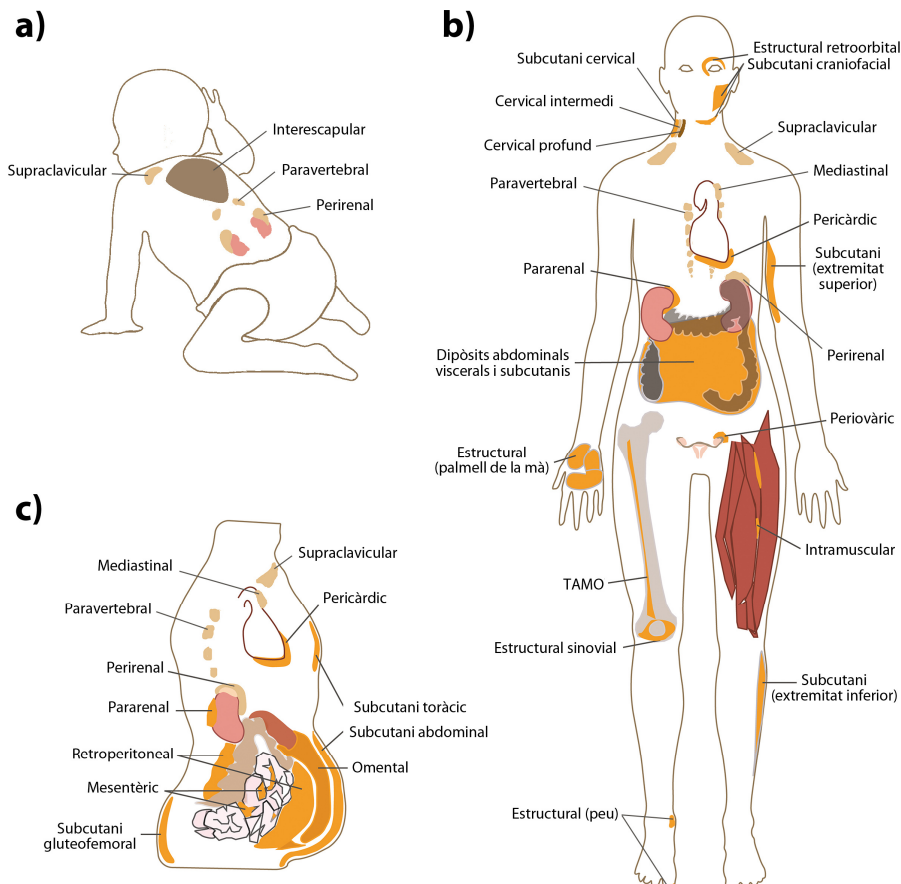 a)
Interescapular
Supraclavicular
Paravertebral
Perirenal
b)
Estructural retroorbital
Subcutani cervical
Subcutani craniofacial
Cervical intermedi
Supraclavicular
Cervical profund
Mediastinal
Paravertebral
Pericàrdic
Subcutani
(extremitat
superior)
Pararenal
Perirenal
Dipòsits abdominals
viscerals i subcutanis
Periovàric
Estructural
(palmell de la mà)
Intramuscular
TAMO
Estructural sinovial
Subcutani
(extremitat inferior)
Estructural (peu)
c)
Supraclavicular
Mediastinal
Pericàrdic
Paravertebral
Perirenal
Pararenal
Subcutani toràcic
Subcutani abdominal
Retroperitoneal
Omental
Mesentèric
Subcutani
gluteofemoral